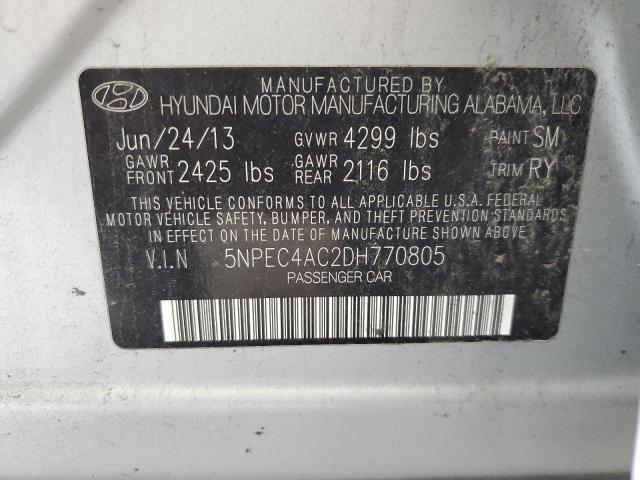 MANUFACTURED BY
HYUNDAI MOTOR MANUFACTURING ALABAMA, LLC
Jun/24/13 GVWR 4299 lbs PAINT SM
GAWR FRONT 2425 lbs GAWR REAR 2116 lbs TRIM RY
THIS VEHICLE CONFORMS TO ALL APPLICABLE U.S.A. FEDERAL
MOTOR VEHICLE SAFETY, BUMPER, AND THEFT PREVENTION
STANDARDS IN EFFECT ON THE DATE OF MANUFACTURE SHOWN ABOVE.
V.I.N 5NPEC4AC2DH770805
PASSENGER CAR